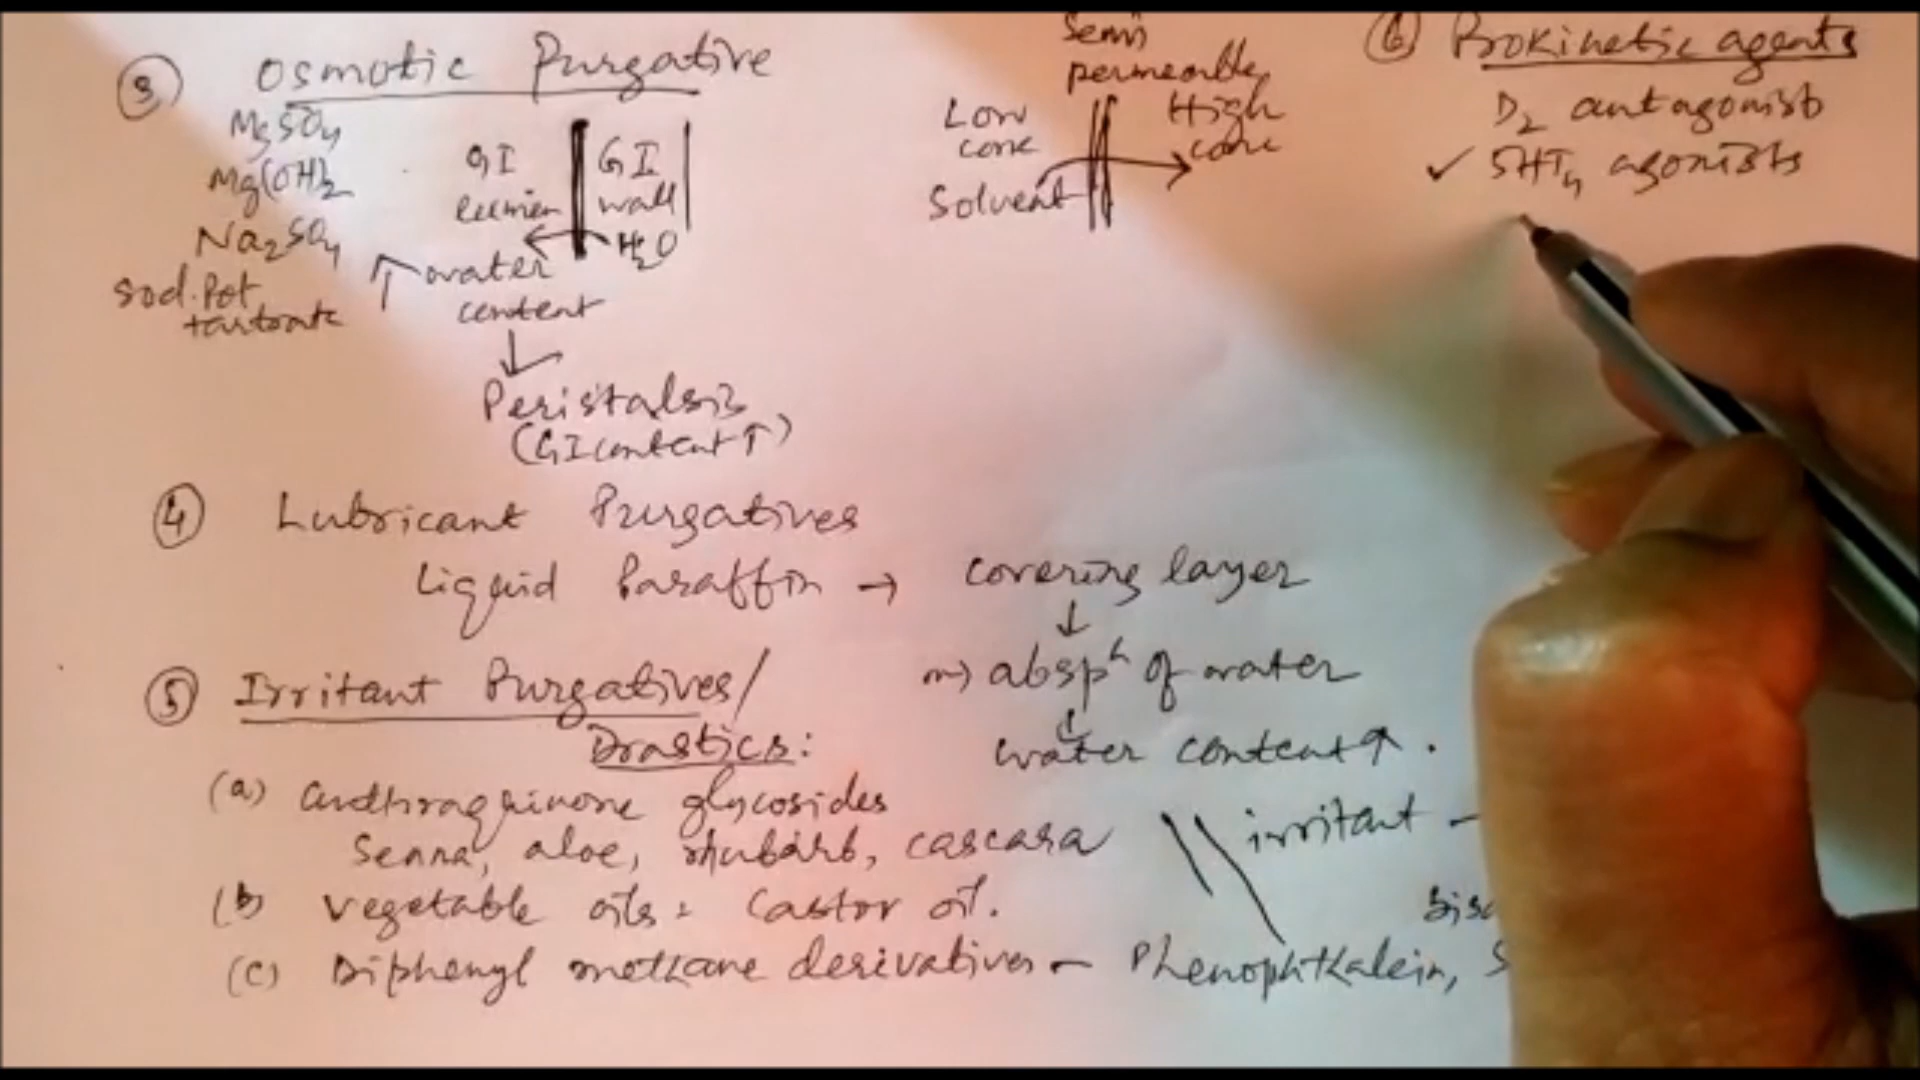 ③ Osmotic Purgative
MgSO4
Mg(OH)2
Na2SO4
Sod. Pot
tartrate
GI
lumen
GI
wall
H2O
↑ water
content
↓
Peristalsis
(GI content ↑)
Semi
permeable
Low
conc
High
conc
Solvent
④ Lubricant Purgatives
Liquid Paraffin → covering layer
↓
absp^n of water
↓
water content ↑.
⑤ Irritant Purgatives/
Drastics:
(a) anthraquinone glycosides
Senna, aloe, rhubarb, cascara
irritant –
(b) vegetable oils: Castor oil.
(c) Diphenyl methane derivatives – Phenophthalein, S
⑥ Prokinetic agents
D2 antagonist
✓ 5HT4 agonists